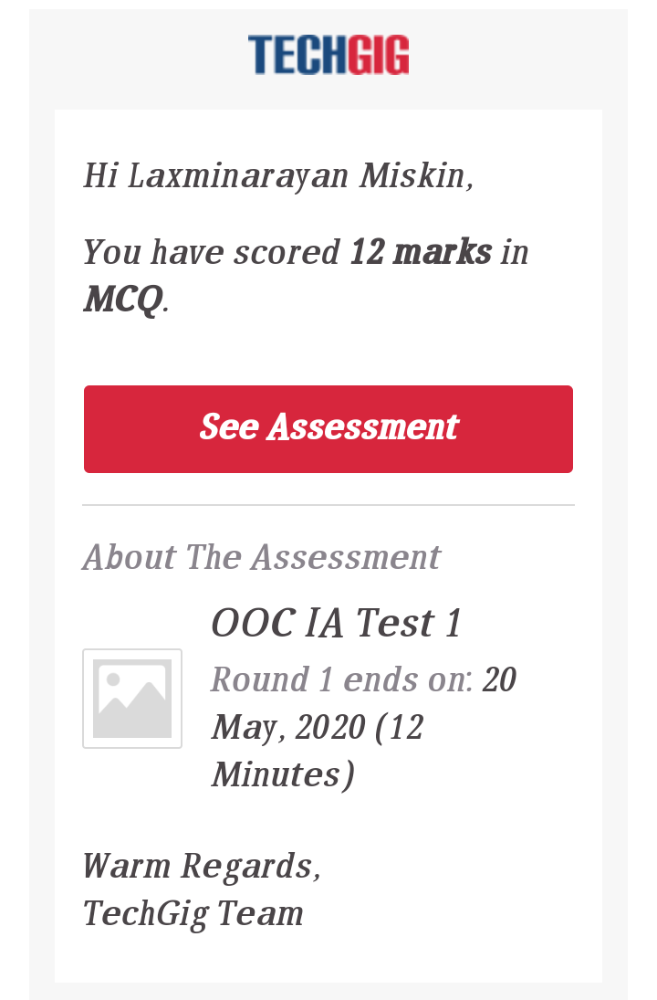 TECHGIG
Hi Laxminarayan Miskin,
You have scored 12 marks in
MCQ.
See Assessment
About The Assessment
OOC IA Test 1
Round 1 ends on: 20
May, 2020 (12
Minutes)
Warm Regards,
TechGig Team